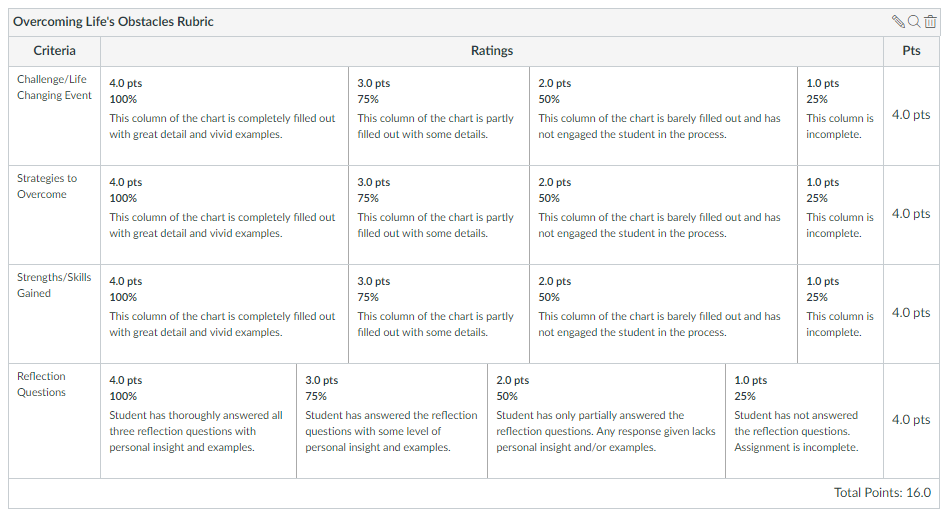 Overcoming Life's Obstacles Rubric
Criteria
Ratings
Pts
Challenge/Life
Changing Event
4.0 pts
100%
This column of the chart is completely filled out
with great detail and vivid examples.
3.0 pts
75%
This column of the chart is partly
filled out with some details.
2.0 pts
50%
This column of the chart is barely filled out and has
not engaged the student in the process.
1.0 pts
25%
This column is
incomplete.
4.0 pts
Strategies to
Overcome
4.0 pts
100%
This column of the chart is completely filled out
with great detail and vivid examples.
3.0 pts
75%
This column of the chart is partly
filled out with some details.
2.0 pts
50%
This column of the chart is barely filled out and has
not engaged the student in the process.
1.0 pts
25%
This column is
incomplete.
4.0 pts
Strengths/Skills
Gained
4.0 pts
100%
This column of the chart is completely filled out
with great detail and vivid examples.
3.0 pts
75%
This column of the chart is partly
filled out with some details.
2.0 pts
50%
This column of the chart is barely filled out and has
not engaged the student in the process.
1.0 pts
25%
This column is
incomplete.
4.0 pts
Reflection
Questions
4.0 pts
100%
Student has thoroughly answered all
three reflection questions with
personal insight and examples.
3.0 pts
75%
Student has answered the reflection
questions with some level of
personal insight and examples.
2.0 pts
50%
Student has only partially answered the
reflection questions. Any response given lacks
personal insight and/or examples.
1.0 pts
25%
Student has not answered
the reflection questions.
Assignment is incomplete.
4.0 pts
Total Points: 16.0